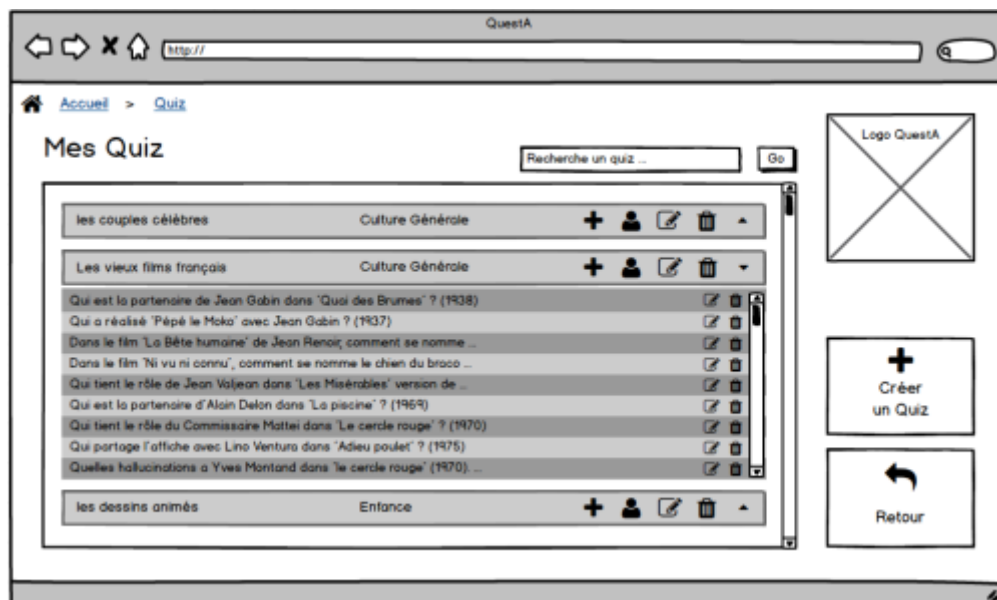 QuestA
http://
Accueil > Quiz
Mes Quiz
Recherche un quiz ...
Go
Logo QuestA
les couples célèbres Culture Générale
Les vieux films français Culture Générale
Qui est la partenaire de Jean Gabin dans "Quai des Brumes" ? (1938)
Qui a réalisé "Pépé le Moko" avec Jean Gabin ? (1937)
Dans le film "La Bête humaine" de Jean Renoir, comment se nomme ...
Dans le film "Ni vu ni connu", comment se nomme le chien du braco ...
Qui tient le rôle de Jean Valjean dans "Les Misérables" version de ...
Qui est la partenaire d'Alain Delon dans "La piscine" ? (1969)
Qui tient le rôle du Commissaire Mattei dans "Le cercle rouge" ? (1970)
Qui partage l'affiche avec Lino Ventura dans "Adieu poulet" ? (1975)
Quelles hallucinations a Yves Montand dans "le cercle rouge" (1970). ...
les dessins animés Enfance
Créer
un Quiz
Retour